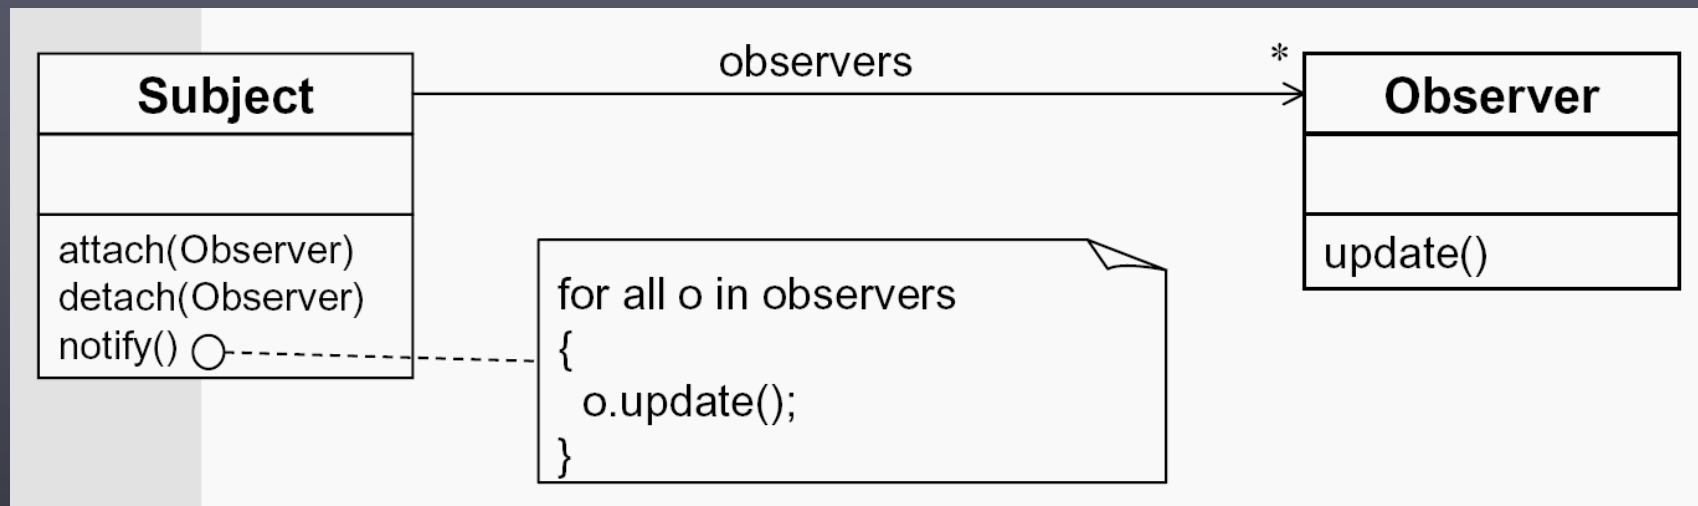 Subject
attach(Observer)
detach(Observer)
notify()
observers
*
Observer
update()
for all o in observers
{
o.update();
}